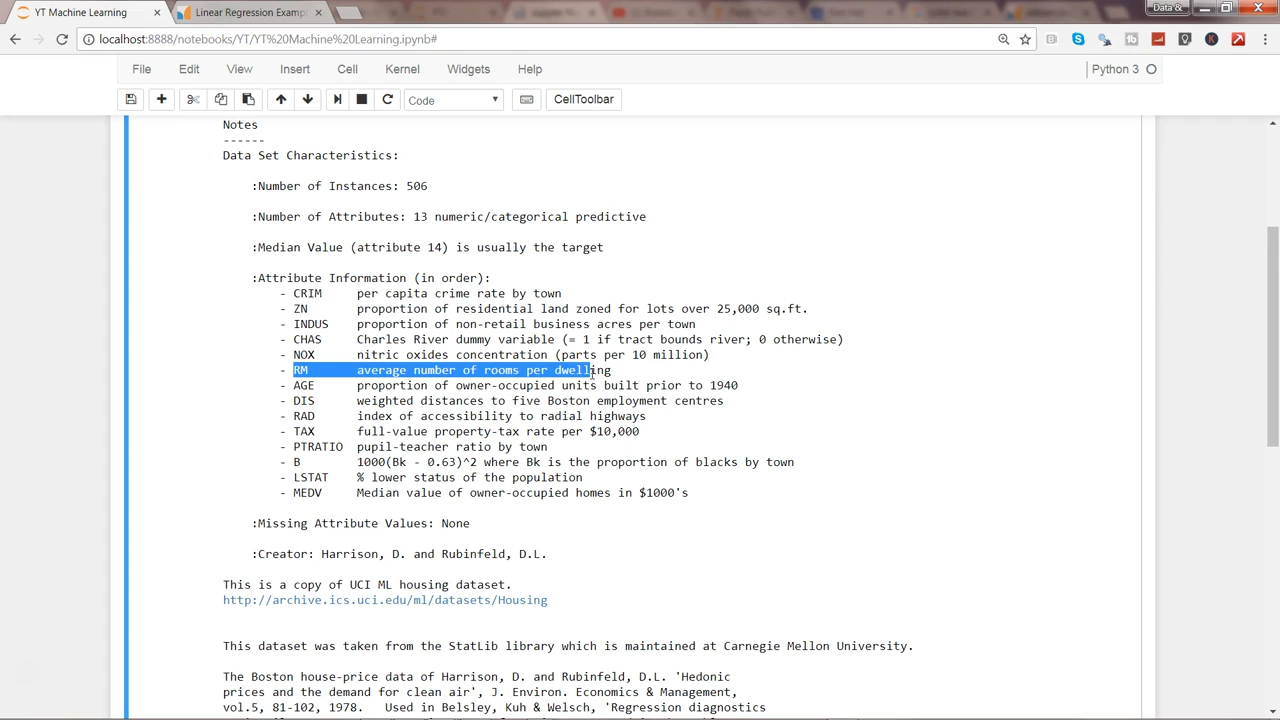 YT Machine Learning
Linear Regression Exampl
Data &
localhost:8888/notebooks/YT/YT%20Machine%20Learning.ipynb#
File Edit View Insert Cell Kernel Widgets Help
Python 3
Code
CellToolbar
Notes
------
Data Set Characteristics:
:Number of Instances: 506
:Number of Attributes: 13 numeric/categorical predictive
:Median Value (attribute 14) is usually the target
:Attribute Information (in order):
- CRIM per capita crime rate by town
- ZN proportion of residential land zoned for lots over 25,000 sq.ft.
- INDUS proportion of non-retail business acres per town
- CHAS Charles River dummy variable (= 1 if tract bounds river; 0 otherwise)
- NOX nitric oxides concentration (parts per 10 million)
- RM average number of rooms per dwelling
- AGE proportion of owner-occupied units built prior to 1940
- DIS weighted distances to five Boston employment centres
- RAD index of accessibility to radial highways
- TAX full-value property-tax rate per $10,000
- PTRATIO pupil-teacher ratio by town
- B 1000(Bk - 0.63)^2 where Bk is the proportion of blacks by town
- LSTAT % lower status of the population
- MEDV Median value of owner-occupied homes in $1000's
:Missing Attribute Values: None
:Creator: Harrison, D. and Rubinfeld, D.L.
This is a copy of UCI ML housing dataset.
http://archive.ics.uci.edu/ml/datasets/Housing
This dataset was taken from the StatLib library which is maintained at Carnegie Mellon University.
The Boston house-price data of Harrison, D. and Rubinfeld, D.L. 'Hedonic
prices and the demand for clean air', J. Environ. Economics & Management,
vol.5, 81-102, 1978. Used in Belsley, Kuh & Welsch, 'Regression diagnostics